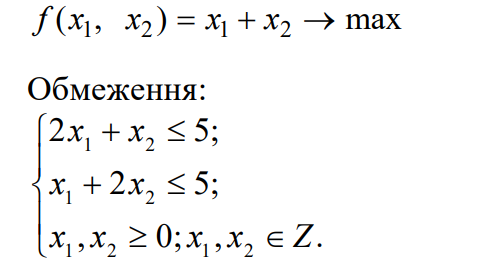 f(x₁, x₂) = x₁ + x₂ → max
Обмеження:
2x₁ + x₂ ≤ 5;
x₁ + 2x₂ ≤ 5;
x₁, x₂ ≥ 0; x₁, x₂ ∈ Z.